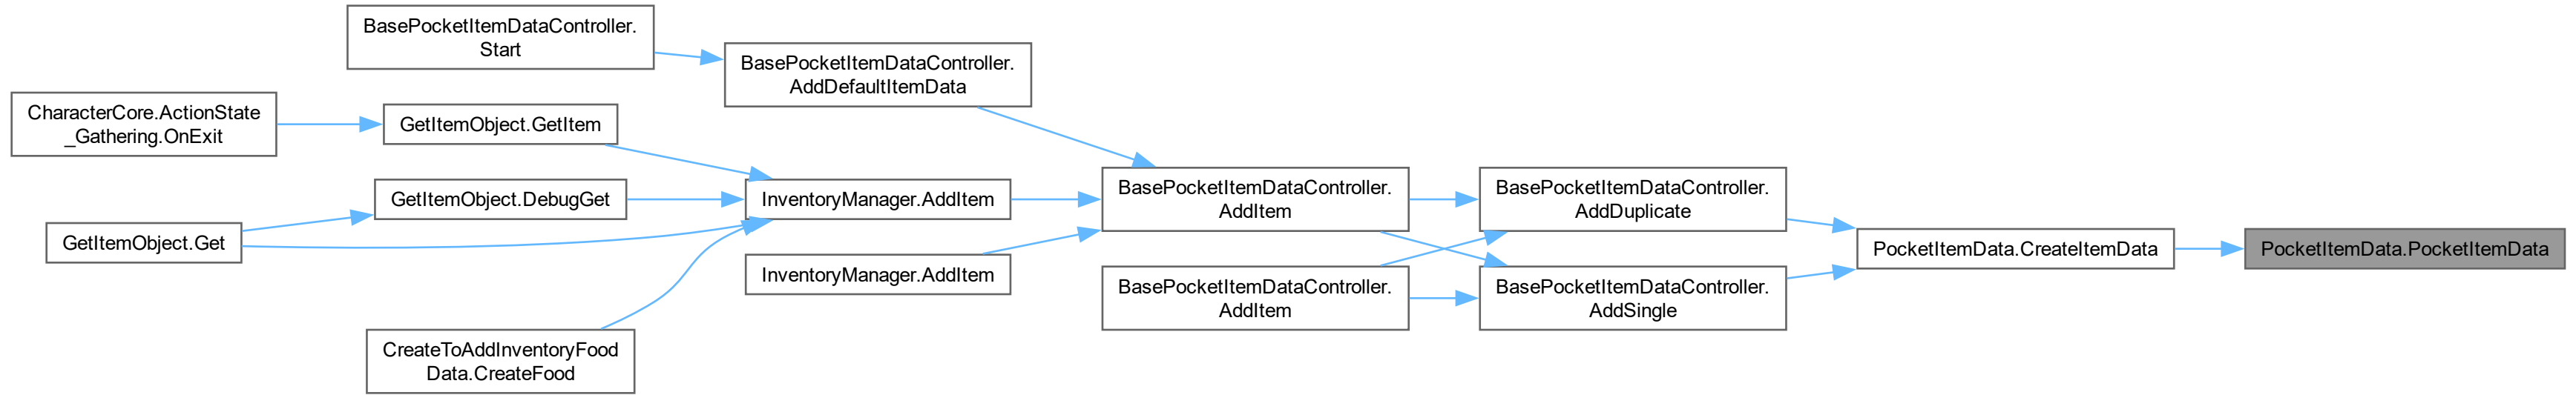 BasePocketItemDataController.
Start
BasePocketItemDataController.
AddDefaultItemData
CharacterCore.ActionState
_Gathering.OnExit
GetItemObject.GetItem
GetItemObject.DebugGet
InventoryManager.AddItem
BasePocketItemDataController.
AddItem
BasePocketItemDataController.
AddDuplicate
GetItemObject.Get
PocketItemData.CreateItemData
PocketItemData.PocketItemData
InventoryManager.AddItem
BasePocketItemDataController.
AddItem
BasePocketItemDataController.
AddSingle
CreateToAddInventoryFood
Data.CreateFood